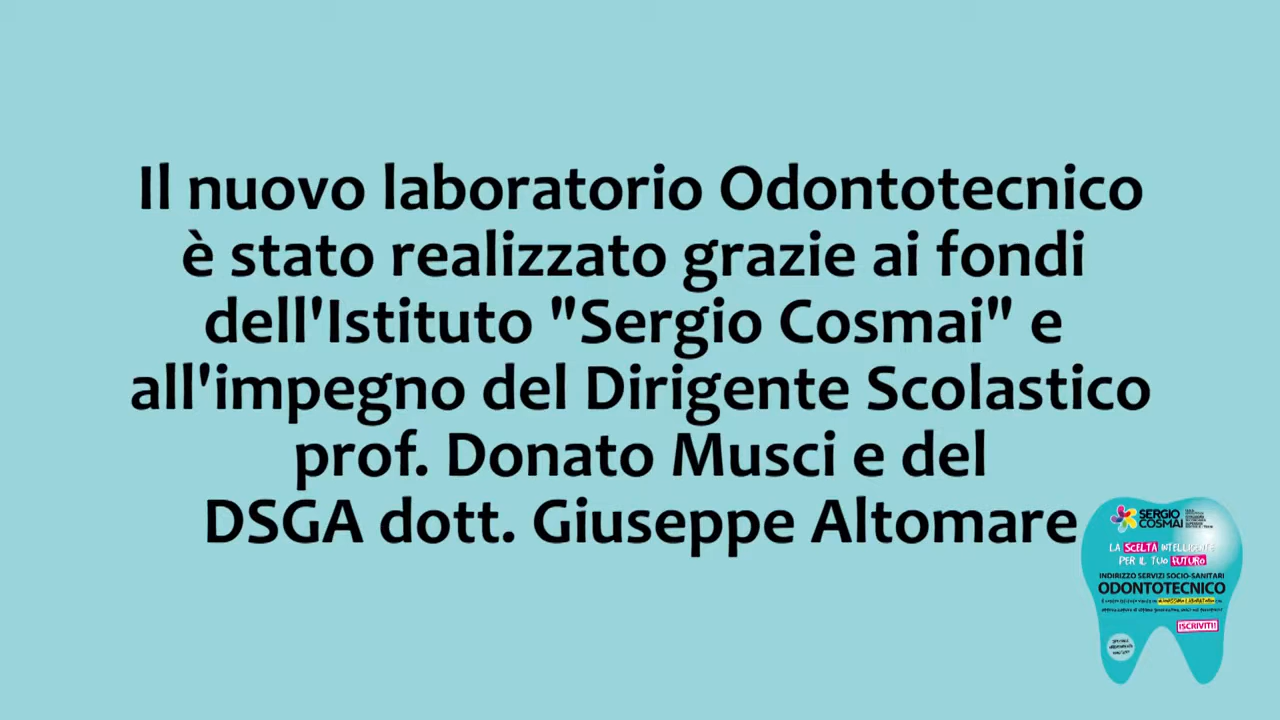 Il nuovo laboratorio Odontotecnico
è stato realizzato grazie ai fondi
dell'Istituto "Sergio Cosmai" e
all'impegno del Dirigente Scolastico
prof. Donato Musci e del
DSGA dott. Giuseppe Altomare
SERGIO
COSMAI
LA SCELTA INTELLIGENTE
PER IL TUO FUTURO
INDIRIZZO SERVIZI SOCIO-SANITARI
ODONTOTECNICO
ISCRIVITI!